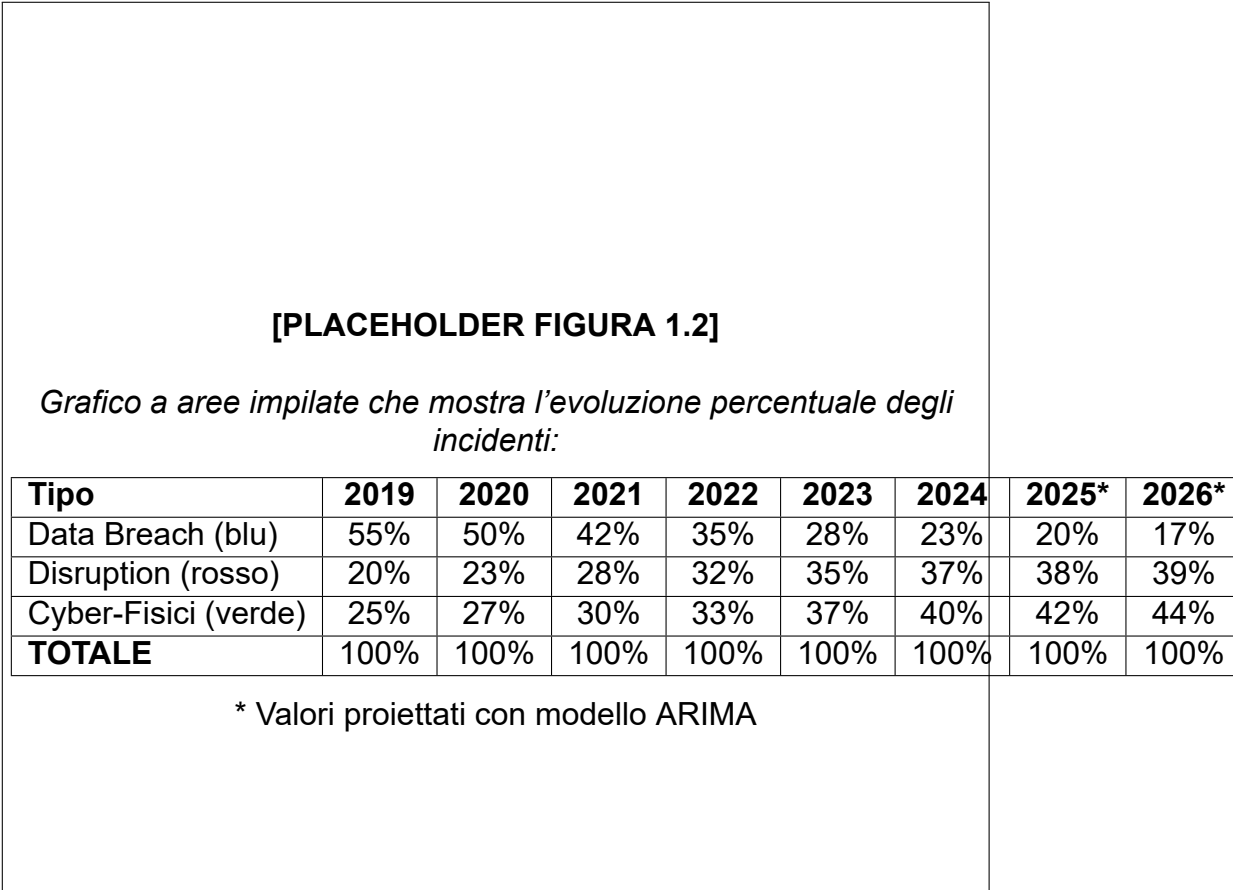 [PLACEHOLDER FIGURA 1.2]
Grafico a aree impilate che mostra l’evoluzione percentuale degli
incidenti:
Tipo 2019 2020 2021 2022 2023 2024 2025* 2026*
Data Breach (blu) 55% 50% 42% 35% 28% 23% 20% 17%
Disruption (rosso) 20% 23% 28% 32% 35% 37% 38% 39%
Cyber-Fisici (verde) 25% 27% 30% 33% 37% 40% 42% 44%
TOTALE 100% 100% 100% 100% 100% 100% 100% 100%
* Valori proiettati con modello ARIMA